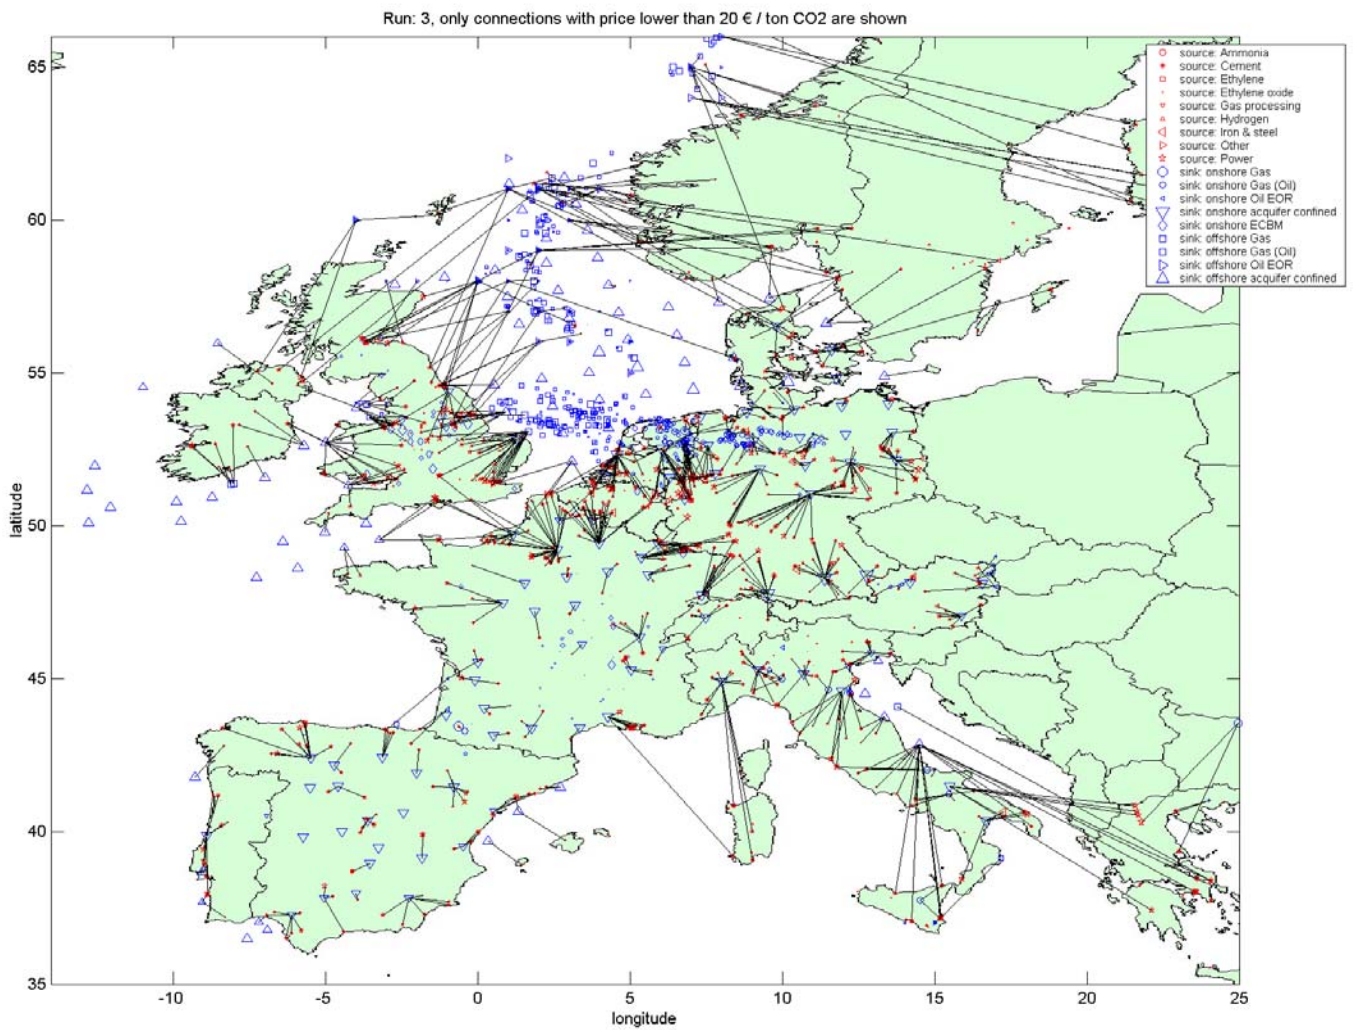 Run: 3, only connections with price lower than 20 € / ton CO2 are shown
source: Ammonia
source: Cement
source: Ethylene
source: Ethylene oxide
source: Gas processing
source: Hydrogen
source: Iron & steel
source: Other
source: Power
sink: onshore Gas
sink: onshore Gas (Oil)
sink: onshore Oil EOR
sink: onshore acquifer confined
sink: onshore ECBM
sink: offshore Gas
sink: offshore Gas (Oil)
sink: offshore Oil EOR
sink: offshore acquifer confined
65
60
55
50
45
40
35
latitude
-10 -5 0 5 10 15 20 25
longitude